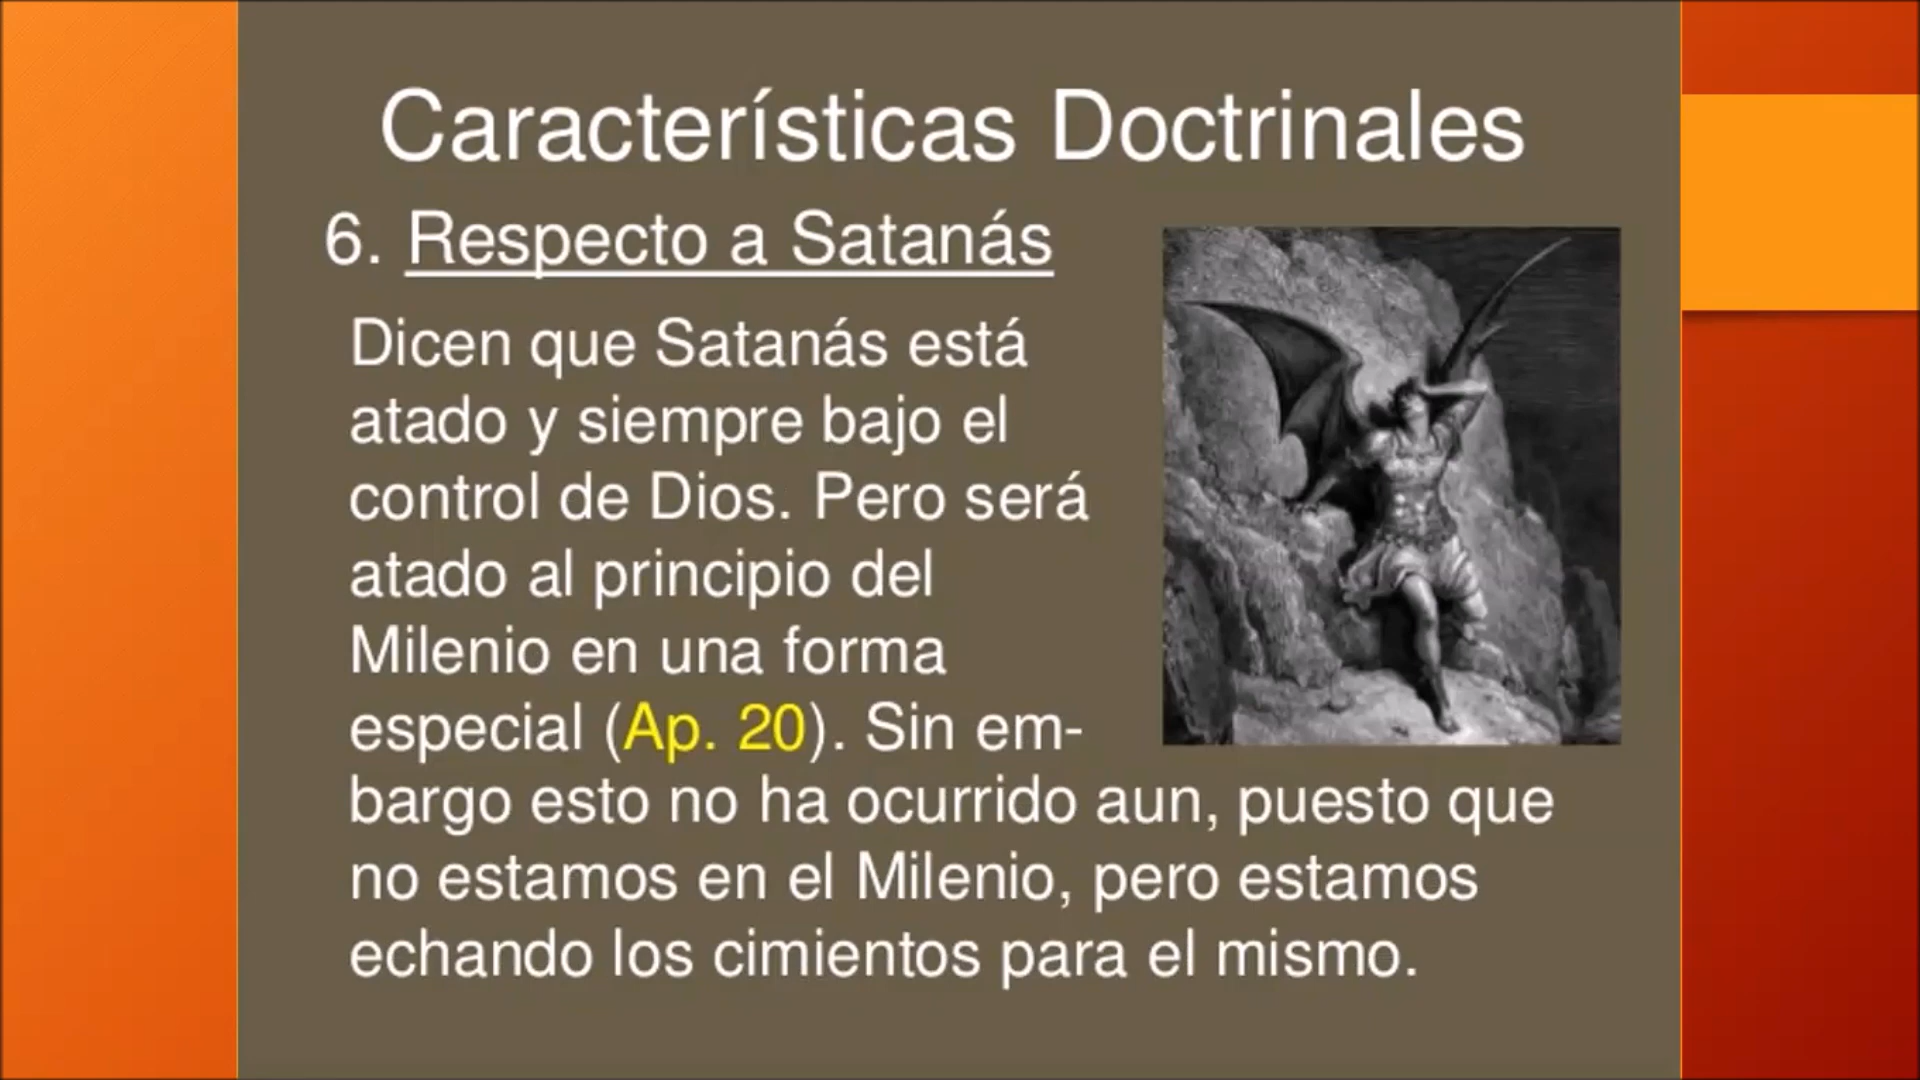 Características Doctrinales
6. Respecto a Satanás
Dicen que Satanás está
atado y siempre bajo el
control de Dios. Pero será
atado al principio del
Milenio en una forma
especial (Ap. 20). Sin em-
bargo esto no ha ocurrido aun, puesto que
no estamos en el Milenio, pero estamos
echando los cimientos para el mismo.